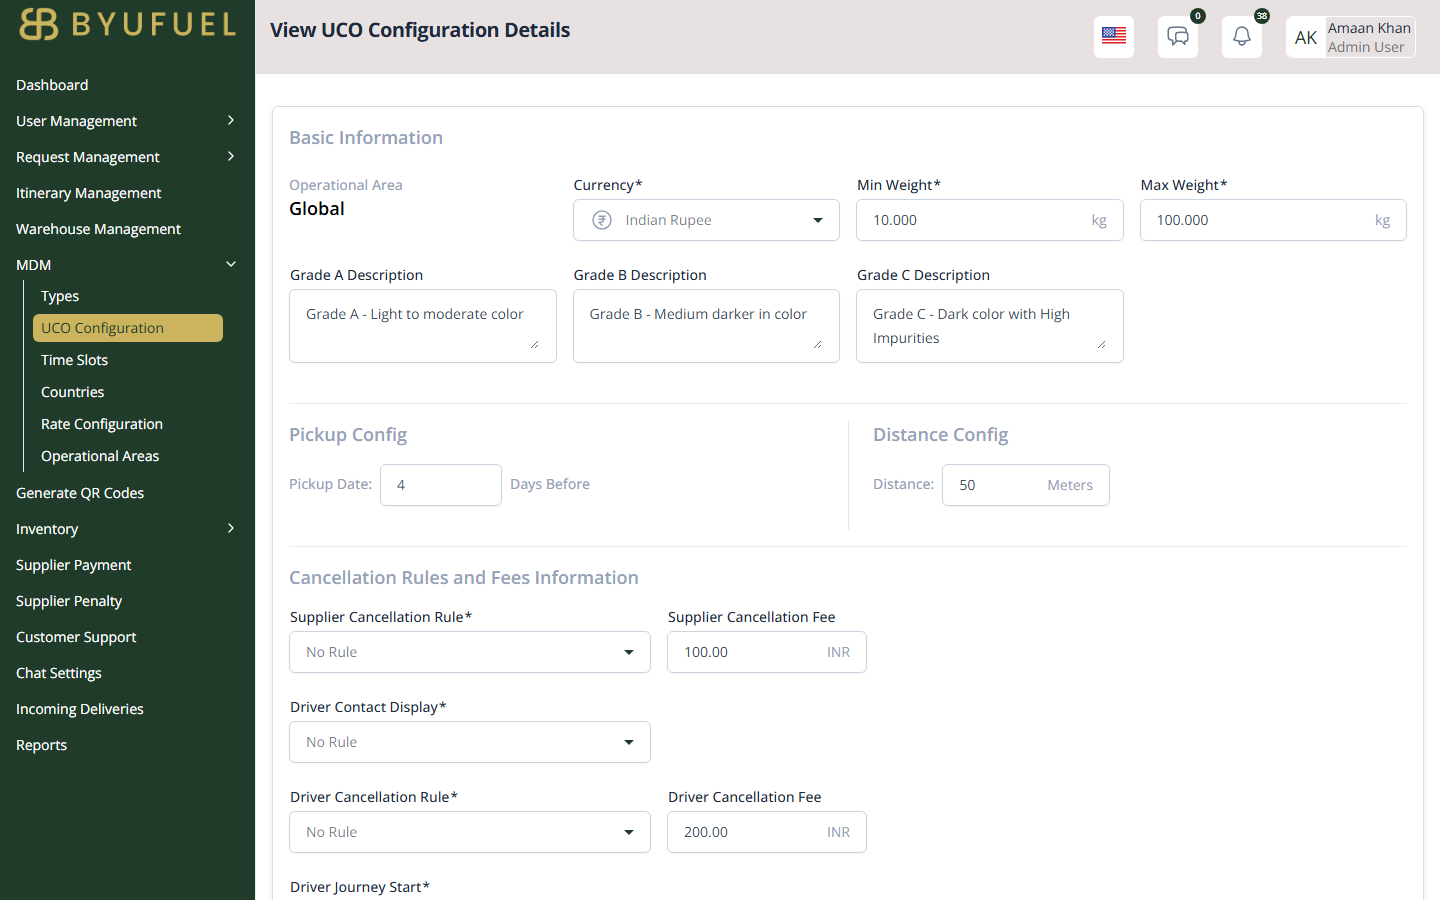 BYUFUEL
View UCO Configuration Details
0
38
AK
Amaan Khan
Admin User
Dashboard
User Management
Request Management
Itinerary Management
Warehouse Management
MDM
Types
UCO Configuration
Time Slots
Countries
Rate Configuration
Operational Areas
Generate QR Codes
Inventory
Supplier Payment
Supplier Penalty
Customer Support
Chat Settings
Incoming Deliveries
Reports
Basic Information
Operational Area
Global
Currency*
₹ Indian Rupee
Min Weight*
10.000 kg
Max Weight*
100.000 kg
Grade A Description
Grade A - Light to moderate color
Grade B Description
Grade B - Medium darker in color
Grade C Description
Grade C - Dark color with High
Impurities
Pickup Config
Pickup Date: 4 Days Before
Distance Config
Distance: 50 Meters
Cancellation Rules and Fees Information
Supplier Cancellation Rule*
No Rule
Supplier Cancellation Fee
100.00 INR
Driver Contact Display*
No Rule
Driver Cancellation Rule*
No Rule
Driver Cancellation Fee
200.00 INR
Driver Journey Start*